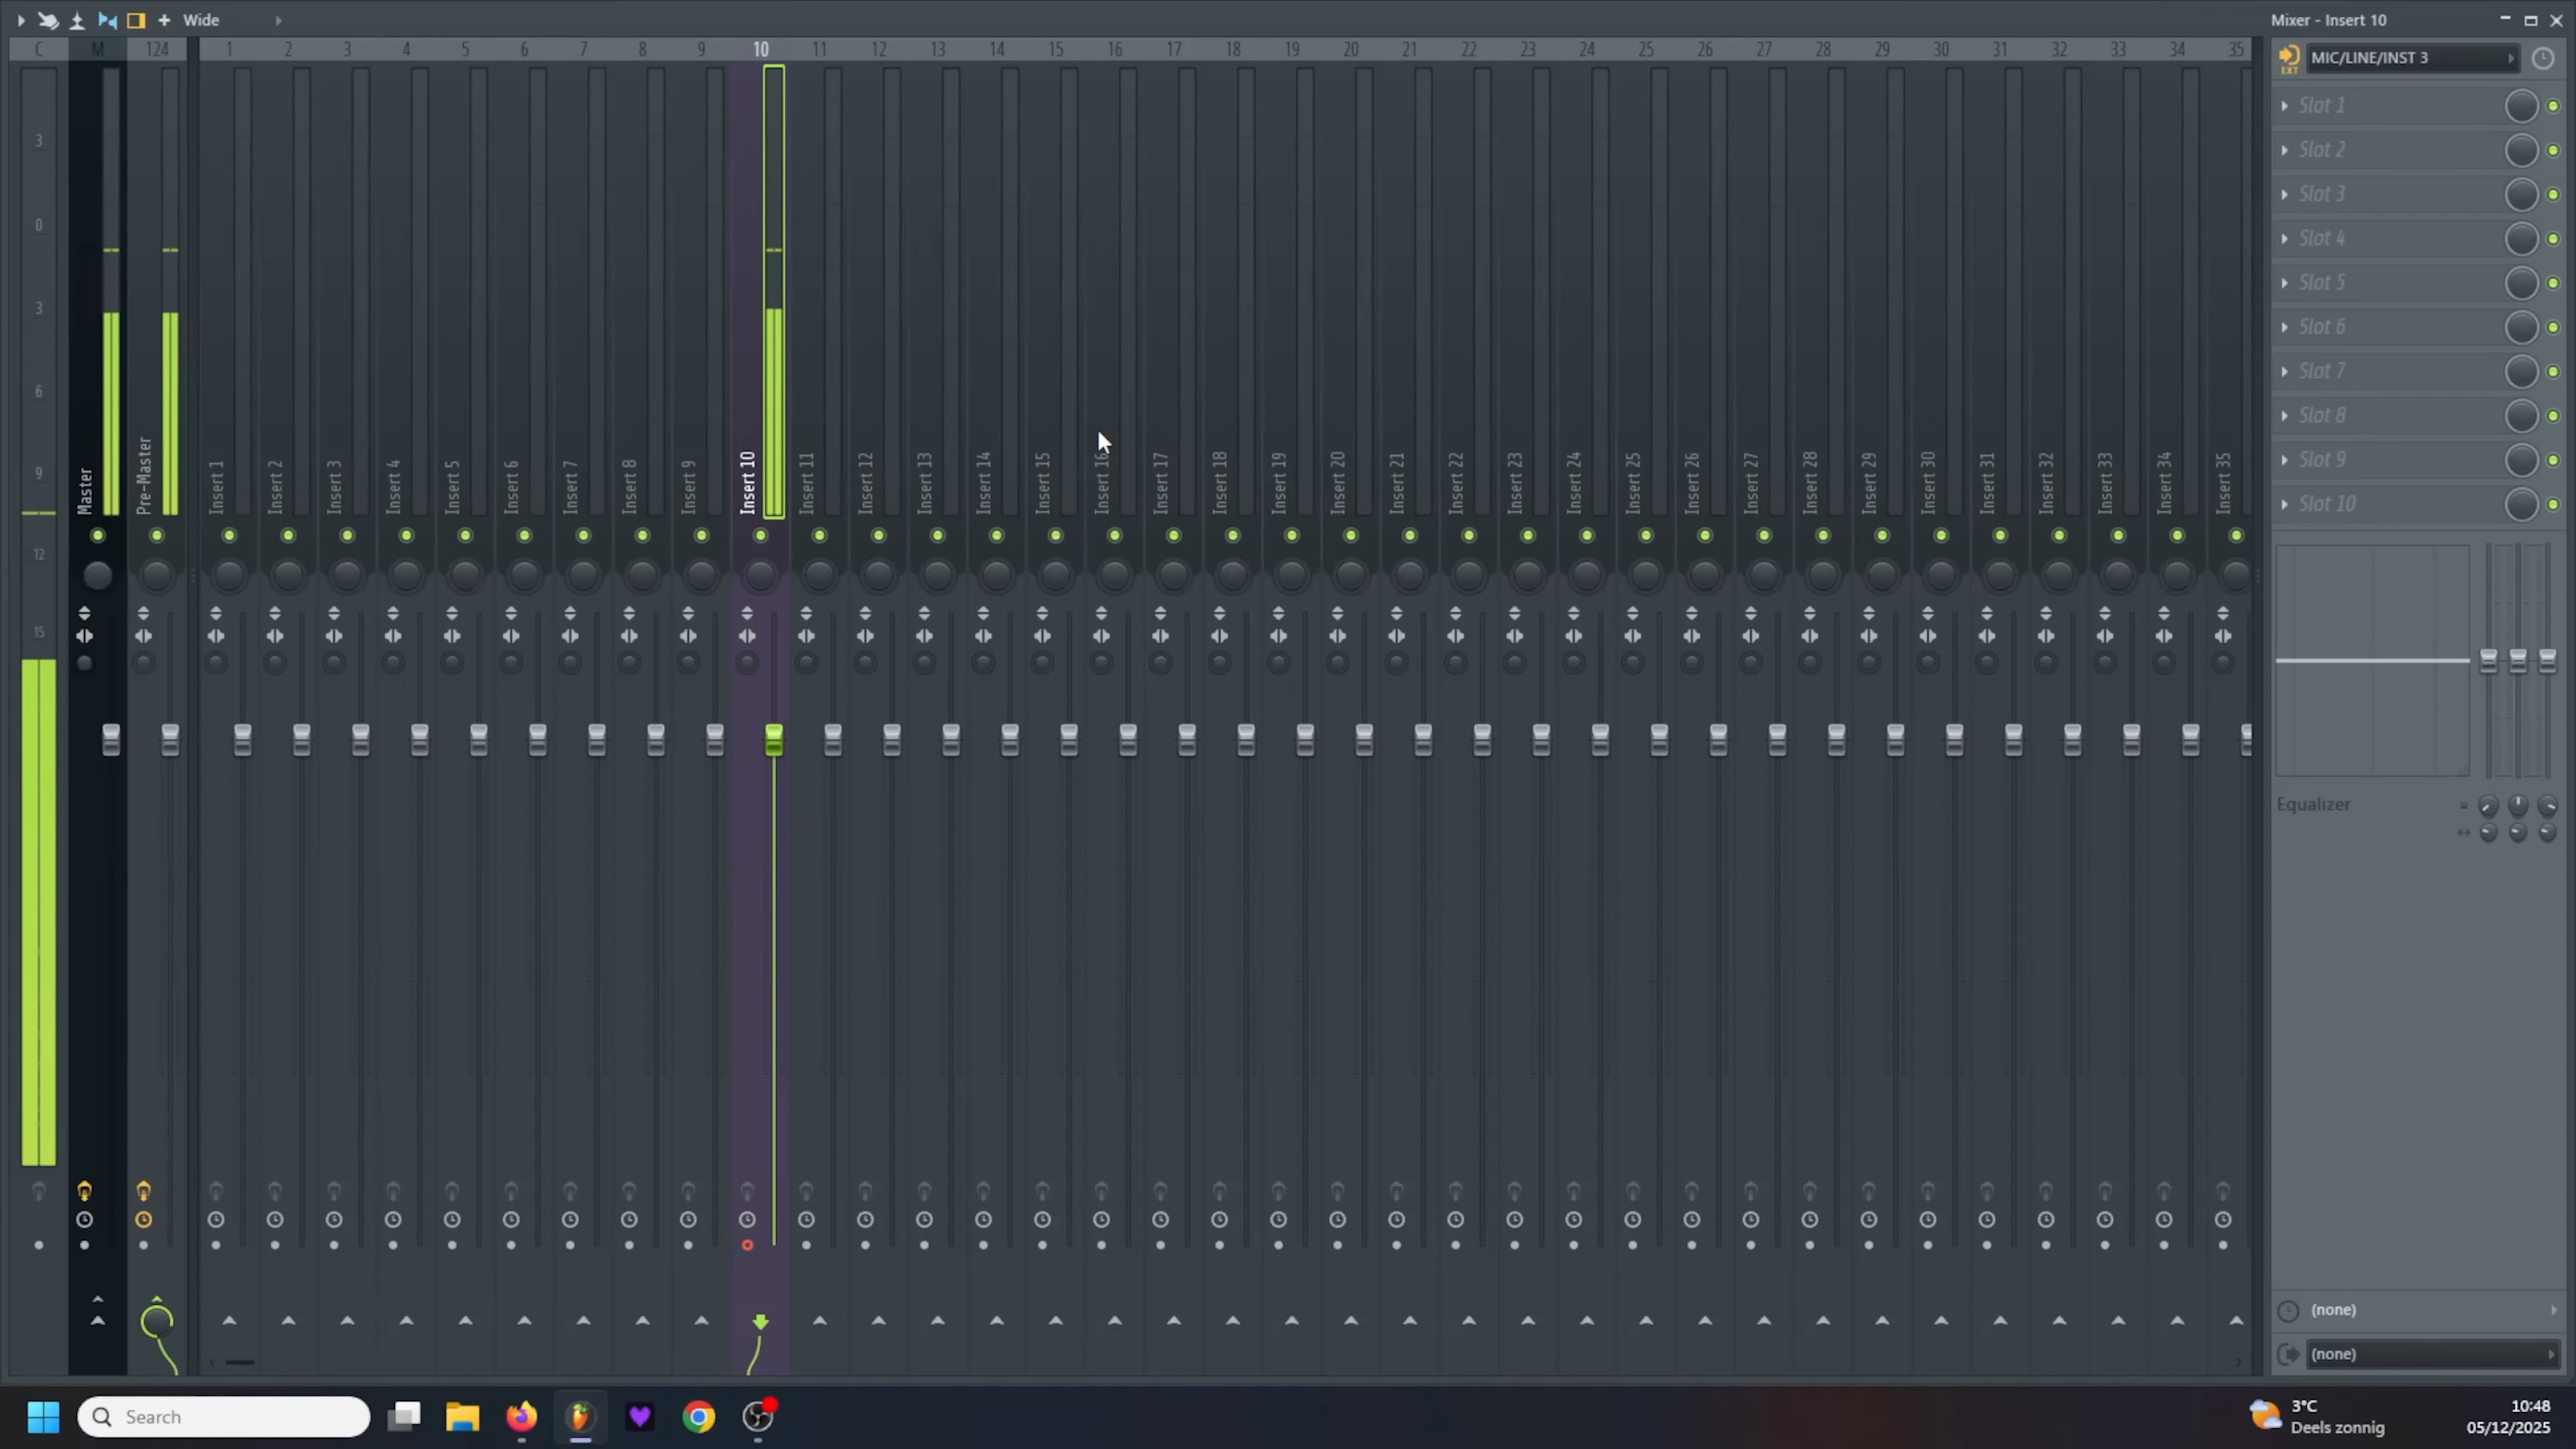 Wide
Mixer - Insert 10
C M 124 1 2 3 4 5 6 7 8 9 10 11 12 13 14 15 16 17 18 19 20 21 22 23 24 25 26 27 28 29 30 31 32 33 34 35
EXT
MIC/LINE/INST 3
Slot 1
Slot 2
Slot 3
Slot 4
Slot 5
Slot 6
Slot 7
Slot 8
Slot 9
Slot 10
3
0
3
6
9
12
15
Master
Pre-Master
Insert 1
Insert 2
Insert 3
Insert 4
Insert 5
Insert 6
Insert 7
Insert 8
Insert 9
Insert 10
Insert 11
Insert 12
Insert 13
Insert 14
Insert 15
Insert 16
Insert 17
Insert 18
Insert 19
Insert 20
Insert 21
Insert 22
Insert 23
Insert 24
Insert 25
Insert 26
Insert 27
Insert 28
Insert 29
Insert 30
Insert 31
Insert 32
Insert 33
Insert 34
Insert 35
Equalizer
(none)
(none)
Search
3°C
Deels zonnig
10:48
05/12/2025